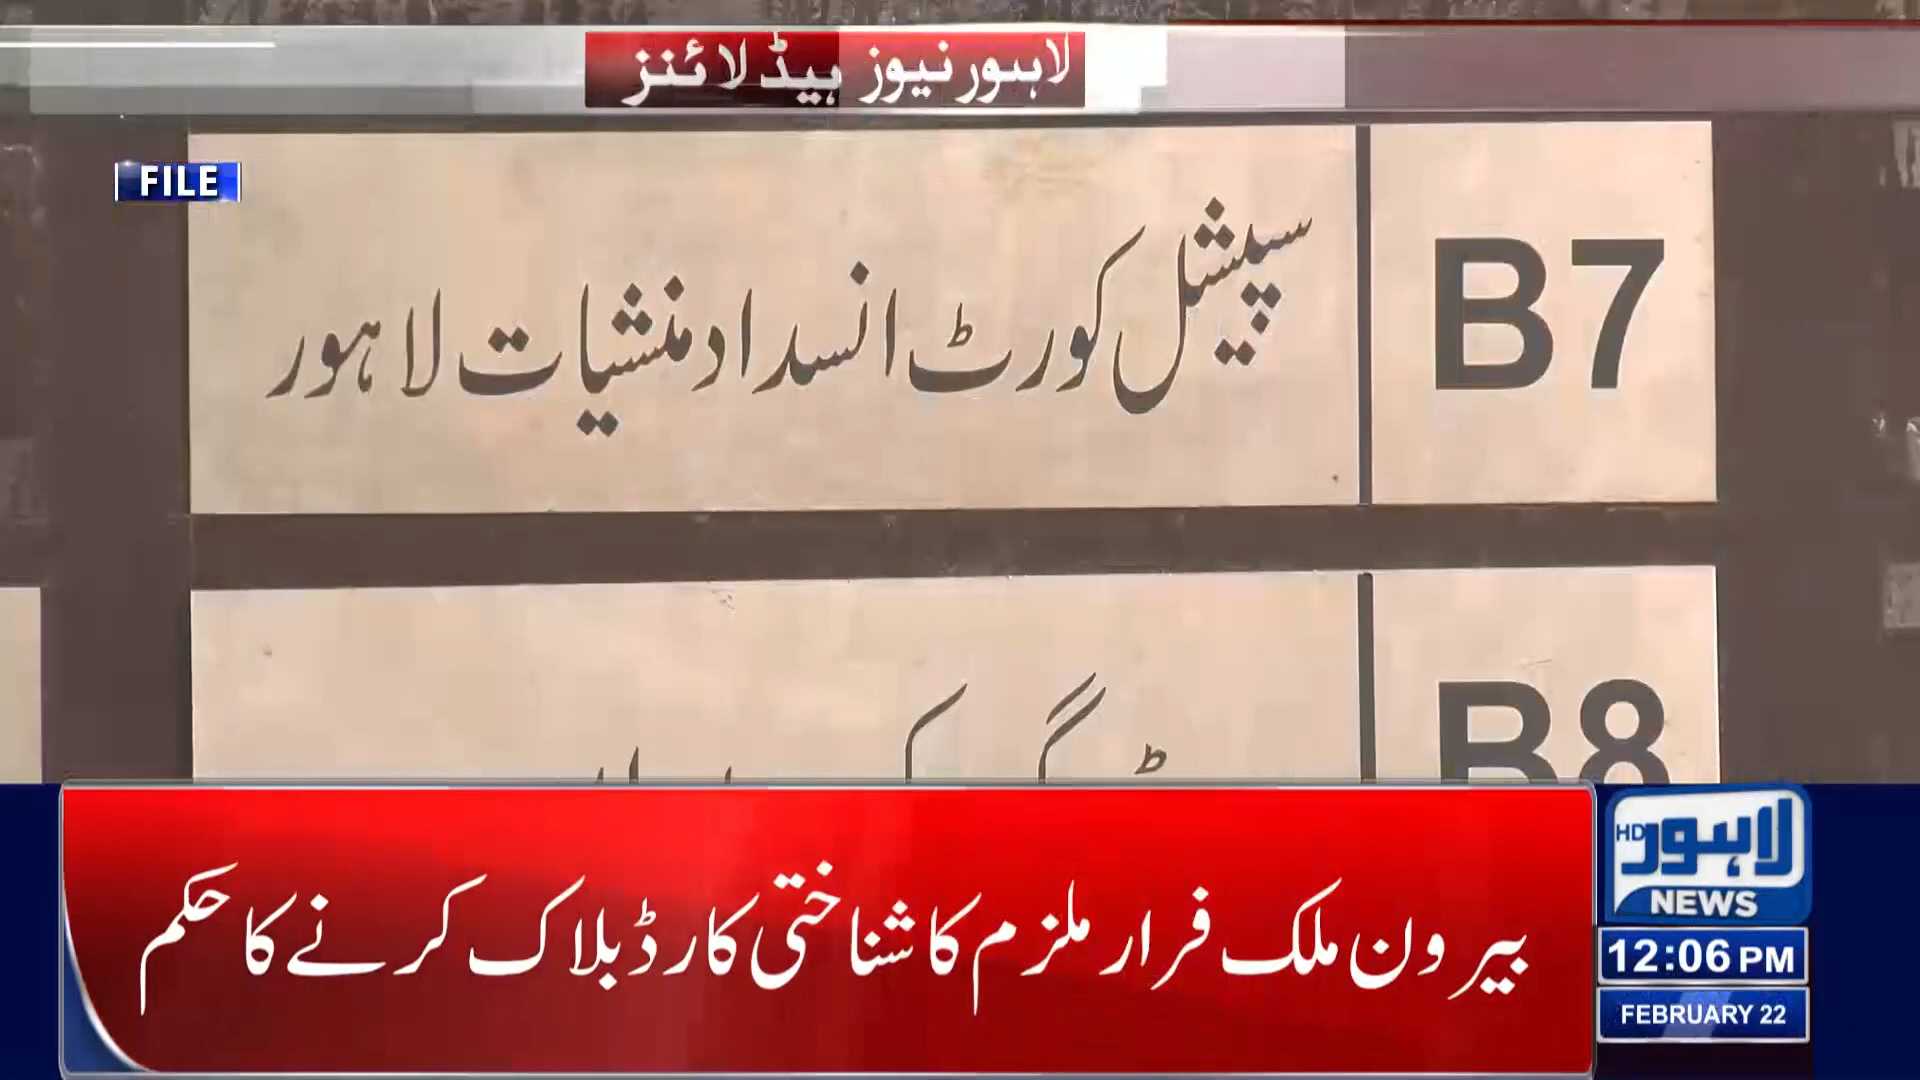 لاہور نیوز ہیڈ لائنز
FILE
سپیشل کورٹ انسداد منشیات لاہور
B7
B8
لاہور
HD
NEWS
بیرون ملک فرار ملزم کا شناختی کارڈ بلاک کرنے کا حکم
12:06 PM
FEBRUARY 22